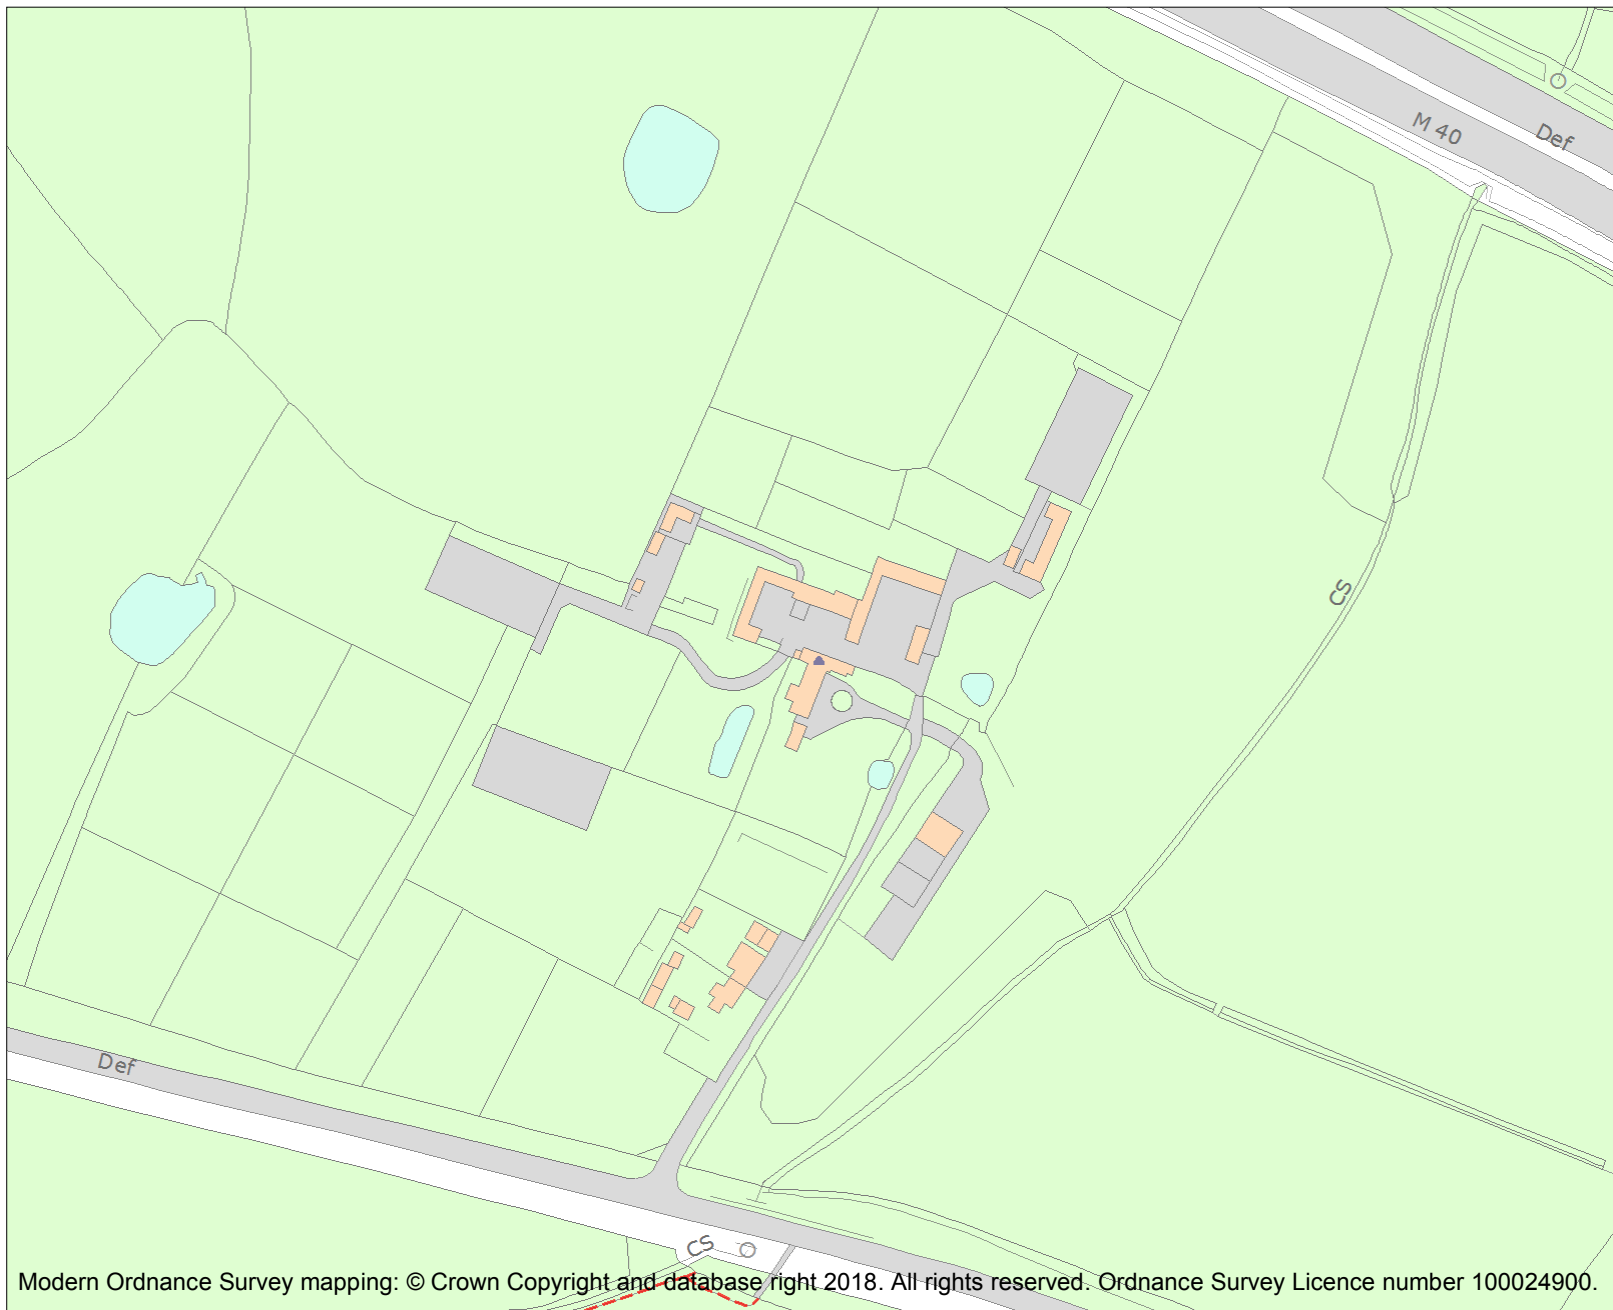 M 40
Def
CS
Def
CS
Modern Ordnance Survey mapping: © Crown Copyright and database right 2018. All rights reserved. Ordnance Survey Licence number 100024900.